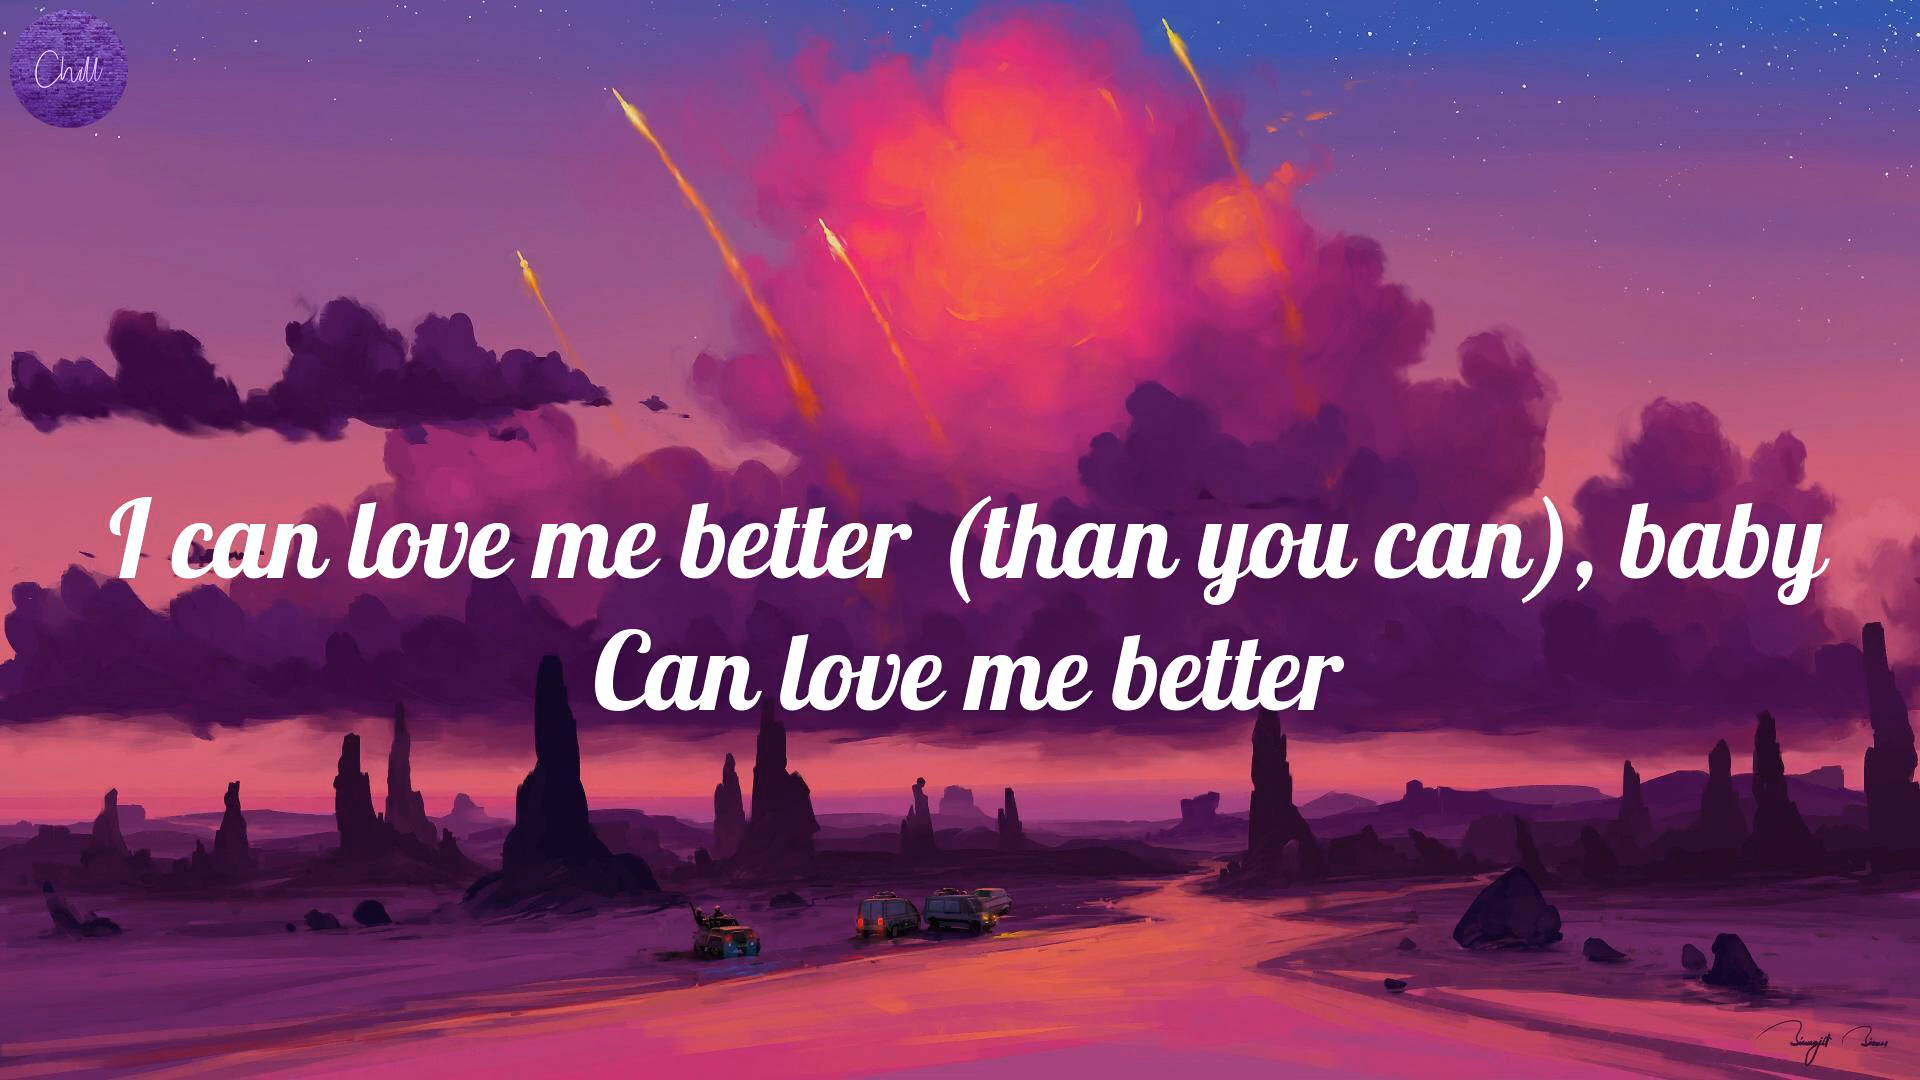 Chill
I can love me better (than you can), baby
Can love me better